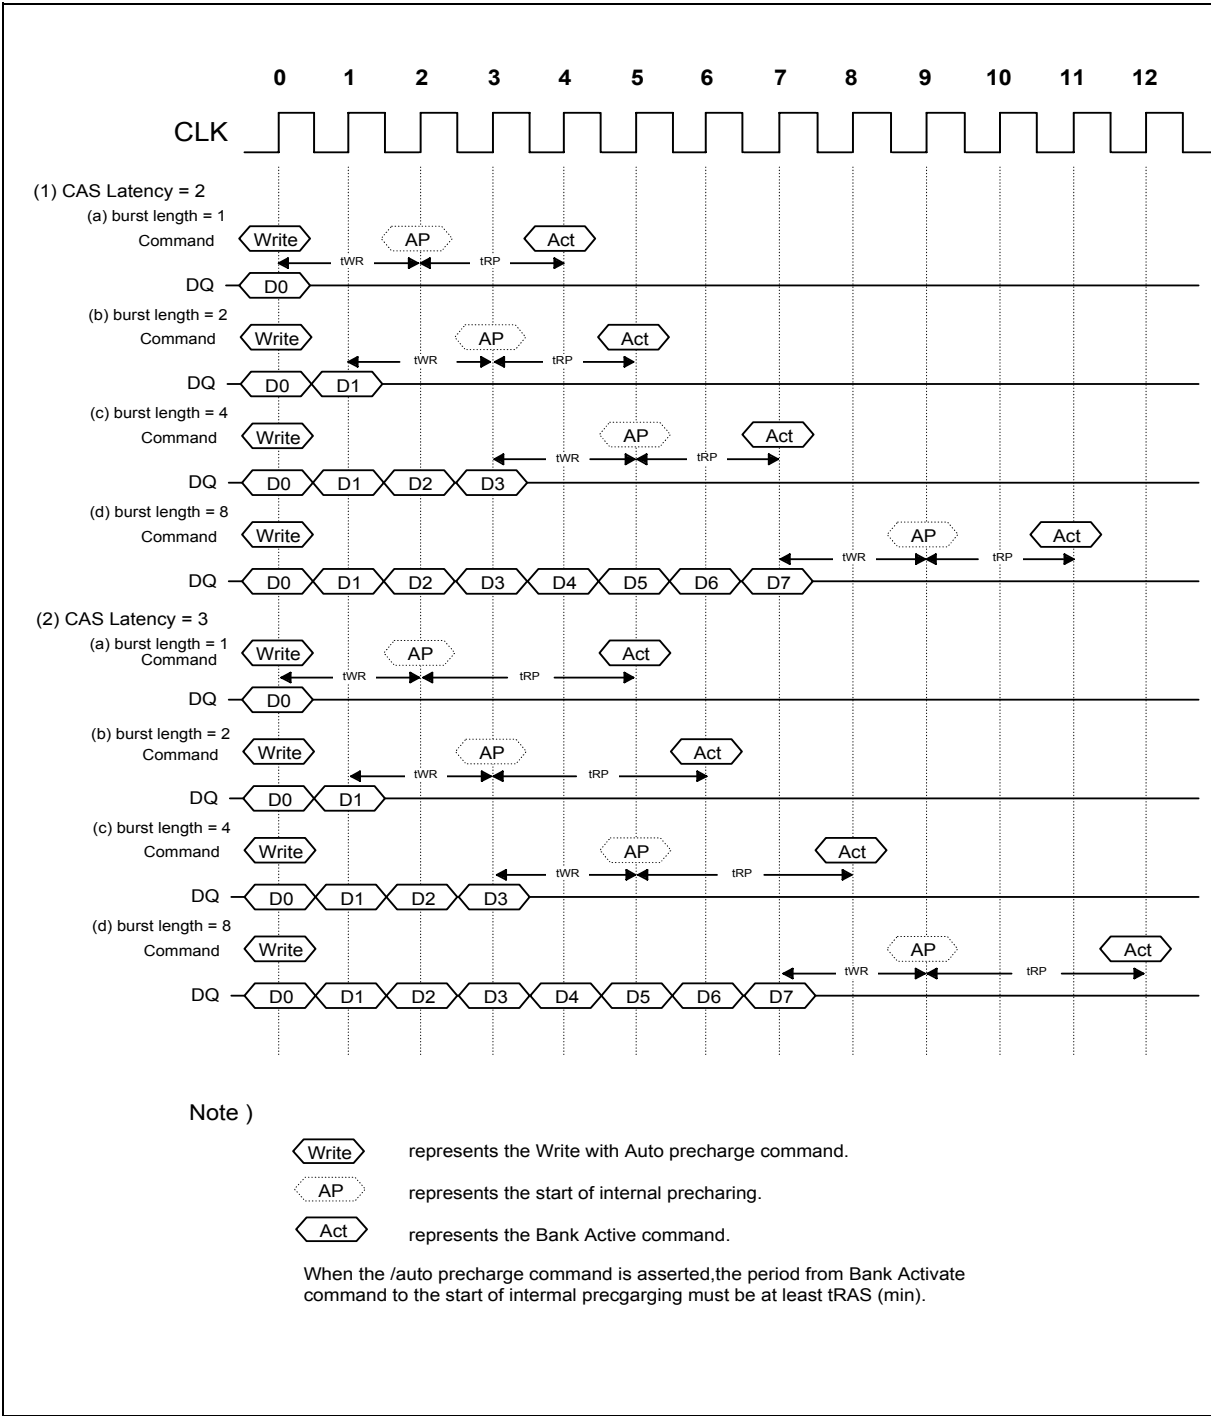 0 1 2 3 4 5 6 7 8 9 10 11 12
CLK
(1) CAS Latency = 2
(a) burst length = 1
Command Write AP Act
tWR tRP
DQ D0
(b) burst length = 2
Command Write AP Act
tWR tRP
DQ D0 D1
(c) burst length = 4
Command Write AP Act
tWR tRP
DQ D0 D1 D2 D3
(d) burst length = 8
Command Write AP Act
tWR tRP
DQ D0 D1 D2 D3 D4 D5 D6 D7
(2) CAS Latency = 3
(a) burst length = 1
Command Write AP Act
tWR tRP
DQ D0
(b) burst length = 2
Command Write AP Act
tWR tRP
DQ D0 D1
(c) burst length = 4
Command Write AP Act
tWR tRP
DQ D0 D1 D2 D3
(d) burst length = 8
Command Write AP Act
tWR tRP
DQ D0 D1 D2 D3 D4 D5 D6 D7
Note )
Write represents the Write with Auto precharge command.
AP represents the start of internal precharing.
Act represents the Bank Active command.
When the /auto precharge command is asserted,the period from Bank Activate
command to the start of intermal precgarging must be at least tRAS (min).